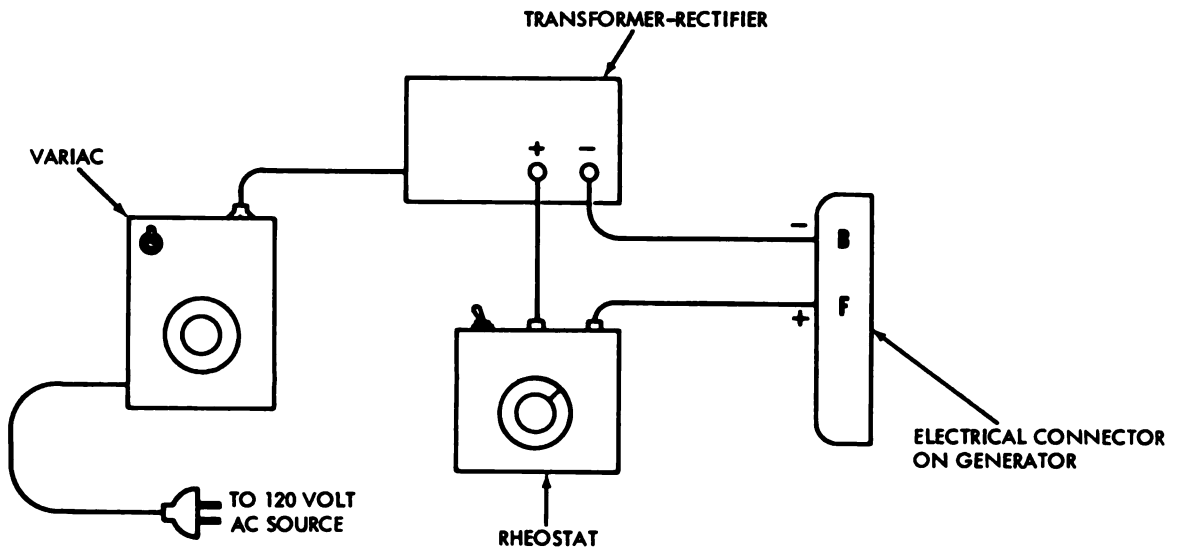 TRANSFORMER-RECTIFIER
VARIAC
+ −
− B
F
+
ELECTRICAL CONNECTOR
ON GENERATOR
TO 120 VOLT
AC SOURCE
RHEOSTAT